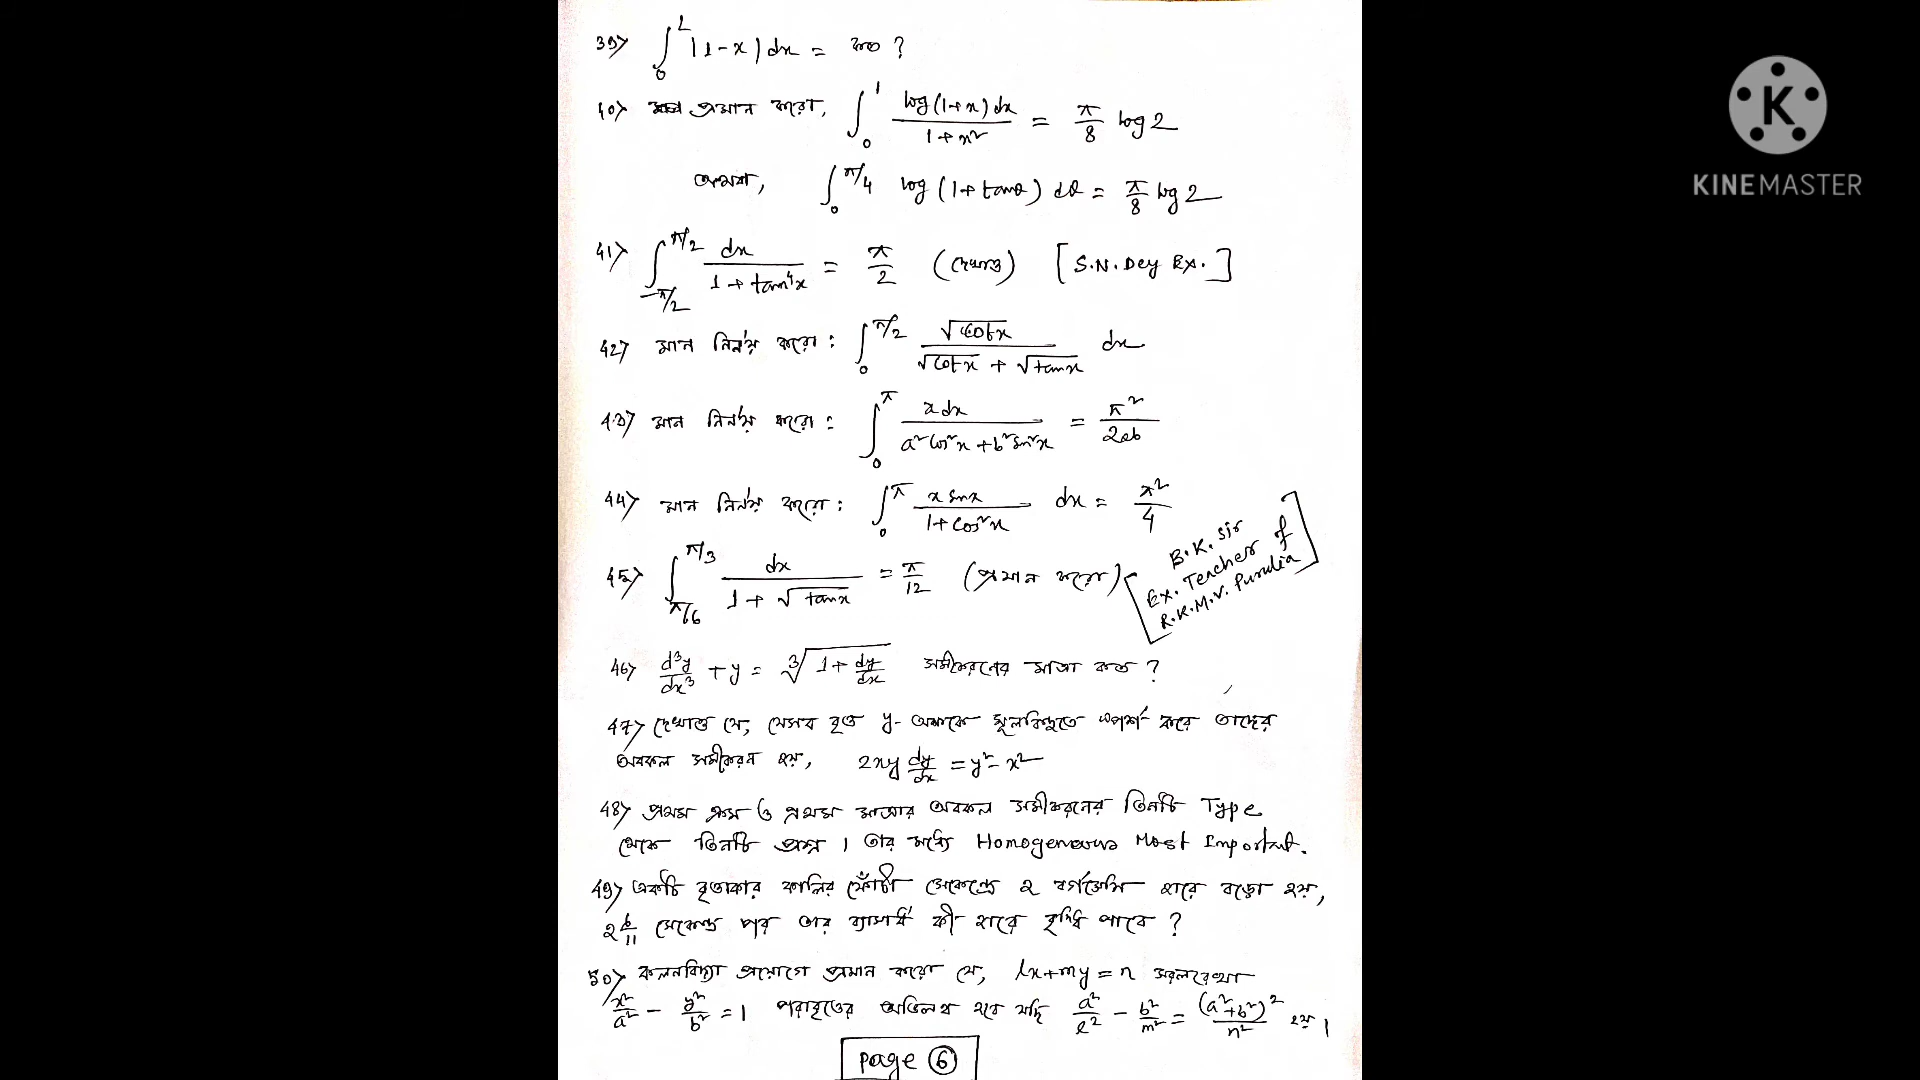 39) ∫₀² |1-x| dx = কত ?
40) প্রমান করো, ∫₀¹ log(1+x) dx / 1+x² = π/8 log 2
অথবা, ∫₀^π/4 log (1+tanθ) dθ = π/8 log 2
41) ∫_-π/2^π/2 dx / 1+tan⁴x = π/2 (দেখাও) [S.N. Dey Ex.]
42) মান নির্ণয় করো : ∫₀^π/2 √cotx / √cotx + √tanx dx
43) মান নির্ণয় করো : ∫₀^π x dx / a²cos²x + b²sin²x = π²/2ab
44) মান নির্ণয় করো : ∫₀^π x sinx / 1+cos²x dx = π²/4
45) ∫_π/6^π/3 dx / 1+√tanx = π/12 (প্রমান করো) [B.K. Sir
Ex. Teacher of
R.K.M.V. Purulia]
46) d³y/dx³ + y = ∛(1 + dy/dx) সমীকরনের মাত্রা কত ?
47) দেখাও যে, যেসব বৃত্ত y- অক্ষকে মূলবিন্দুতে স্পর্শ করে তাদের
অবকল সমীকরন হয়, 2xy dy/dx = y² - x²
48) প্রথম ক্রম ও প্রথম মাত্রার অবকল সমীকরনের তিনটি Type
থেকে তিনটি প্রশ্ন । তার মধ্যে Homogeneous Most Important.
49) একটি বৃত্তাকার কালির ফোঁটা সেকেন্ডে ২ বর্গসেমি হারে বড়ো হয়,
২ ৬/11 সেকেন্ড পর তার ব্যাসার্ধ কী হারে বৃদ্ধি পাবে ?
50) কলনবিদ্যা প্রয়োগে প্রমান করো যে, lx+my = n সরলরেখা
x²/a² - y²/b² = 1 পরাবৃত্তের অভিলম্ব হবে যদি a²/l² - b²/m² = (a²+b²)²/n² হয় ।
Page 6
K
KINEMASTER